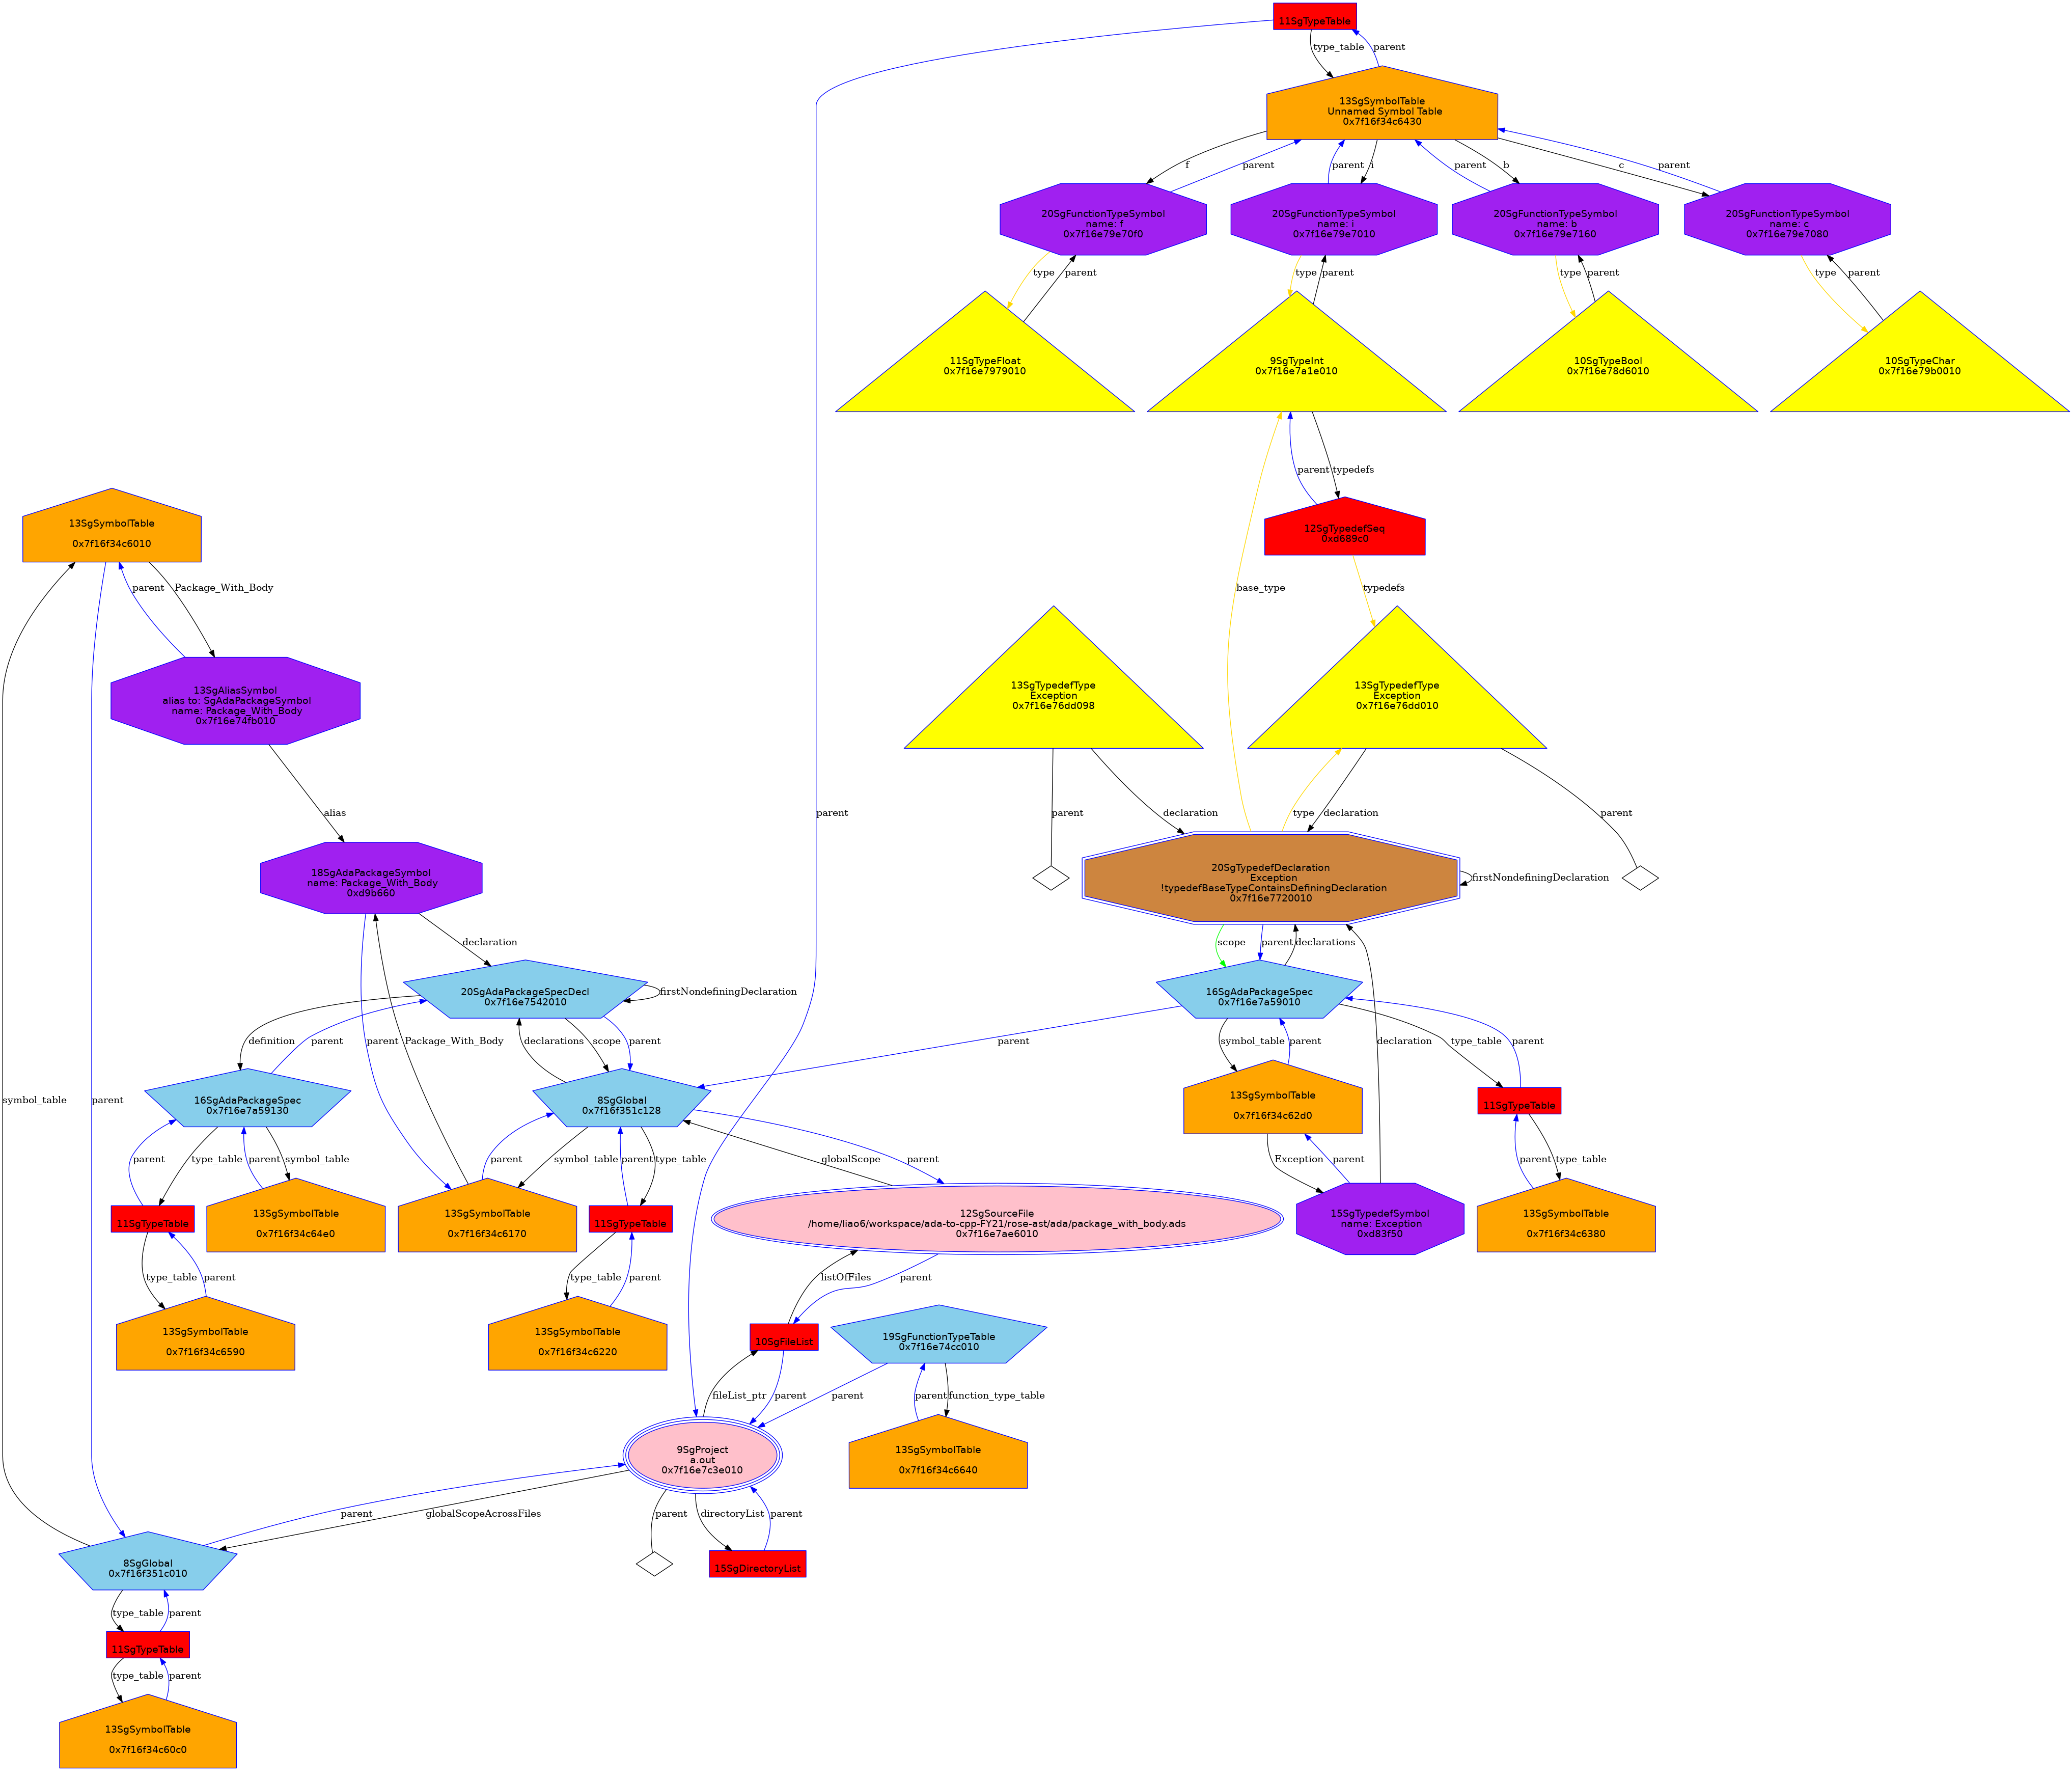 11SgTypeTable
type_table
parent
13SgSymbolTable
Unnamed Symbol Table
0x7f16f34c6430
f
parent
parent
i
parent
b
c
parent
20SgFunctionTypeSymbol
name: f
0x7f16e79e70f0
20SgFunctionTypeSymbol
name: i
0x7f16e79e7010
20SgFunctionTypeSymbol
name: b
0x7f16e79e7160
20SgFunctionTypeSymbol
name: c
0x7f16e79e7080
type
parent
type
parent
type
parent
type
parent
11SgTypeFloat
0x7f16e7979010
9SgTypeInt
0x7f16e7a1e010
10SgTypeBool
0x7f16e78d6010
10SgTypeChar
0x7f16e79b0010
parent
typedefs
13SgSymbolTable
0x7f16f34c6010
12SgTypedefSeq
0xd689c0
parent
Package_With_Body
base_type
typedefs
13SgAliasSymbol
alias to: SgAdaPackageSymbol
name: Package_With_Body
0x7f16e74fb010
13SgTypedefType
Exception
0x7f16e76dd098
13SgTypedefType
Exception
0x7f16e76dd010
alias
parent
parent
declaration
type
declaration
parent
18SgAdaPackageSymbol
name: Package_With_Body
0xd9b660
20SgTypedefDeclaration
Exception
!typedefBaseTypeContainsDefiningDeclaration
0x7f16e7720010
firstNondefiningDeclaration
declaration
scope
parent
declarations
20SgAdaPackageSpecDecl
0x7f16e7542010
firstNondefiningDeclaration
16SgAdaPackageSpec
0x7f16e7a59010
definition
parent
parent
Package_With_Body
declarations
scope
parent
parent
symbol_table
parent
declaration
type_table
parent
symbol_table
parent
16SgAdaPackageSpec
0x7f16e7a59130
8SgGlobal
0x7f16f351c128
13SgSymbolTable
0x7f16f34c62d0
11SgTypeTable
parent
type_table
parent
symbol_table
parent
symbol_table
parent
type_table
globalScope
parent
Exception
parent
parent
type_table
11SgTypeTable
13SgSymbolTable
0x7f16f34c64e0
13SgSymbolTable
0x7f16f34c6170
11SgTypeTable
12SgSourceFile
/home/liao6/workspace/ada-to-cpp-FY21/rose-ast/ada/package_with_body.ads
0x7f16e7ae6010
15SgTypedefSymbol
name: Exception
0xd83f50
13SgSymbolTable
0x7f16f34c6380
type_table
parent
type_table
parent
listOfFiles
parent
13SgSymbolTable
0x7f16f34c6590
13SgSymbolTable
0x7f16f34c6220
10SgFileList
19SgFunctionTypeTable
0x7f16e74cc010
fileList_ptr
parent
parent
parent
function_type_table
9SgProject
a.out
0x7f16e7c3e010
13SgSymbolTable
0x7f16f34c6640
parent
globalScopeAcrossFiles
parent
directoryList
parent
8SgGlobal
0x7f16f351c010
15SgDirectoryList
type_table
parent
11SgTypeTable
type_table
parent
13SgSymbolTable
0x7f16f34c60c0